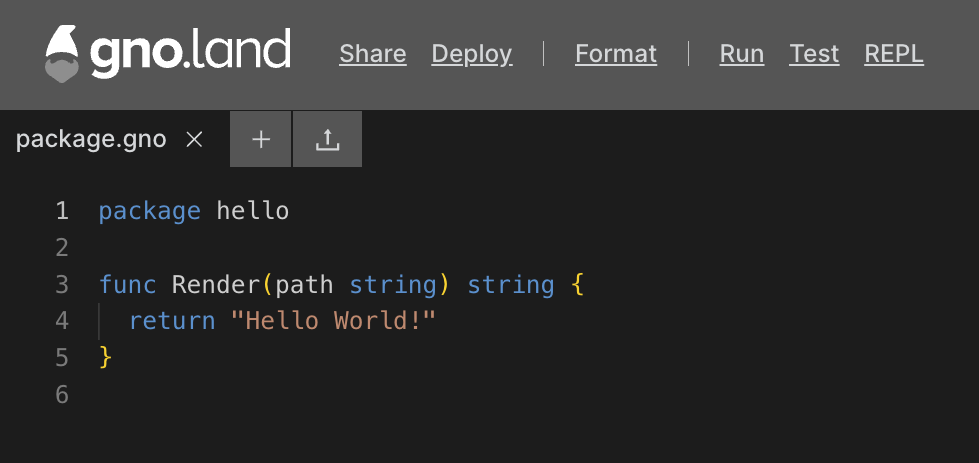 gno.land Share Deploy Format Run Test REPL
package.gno
1 package hello
2
3 func Render(path string) string {
4 return "Hello World!"
5 }
6